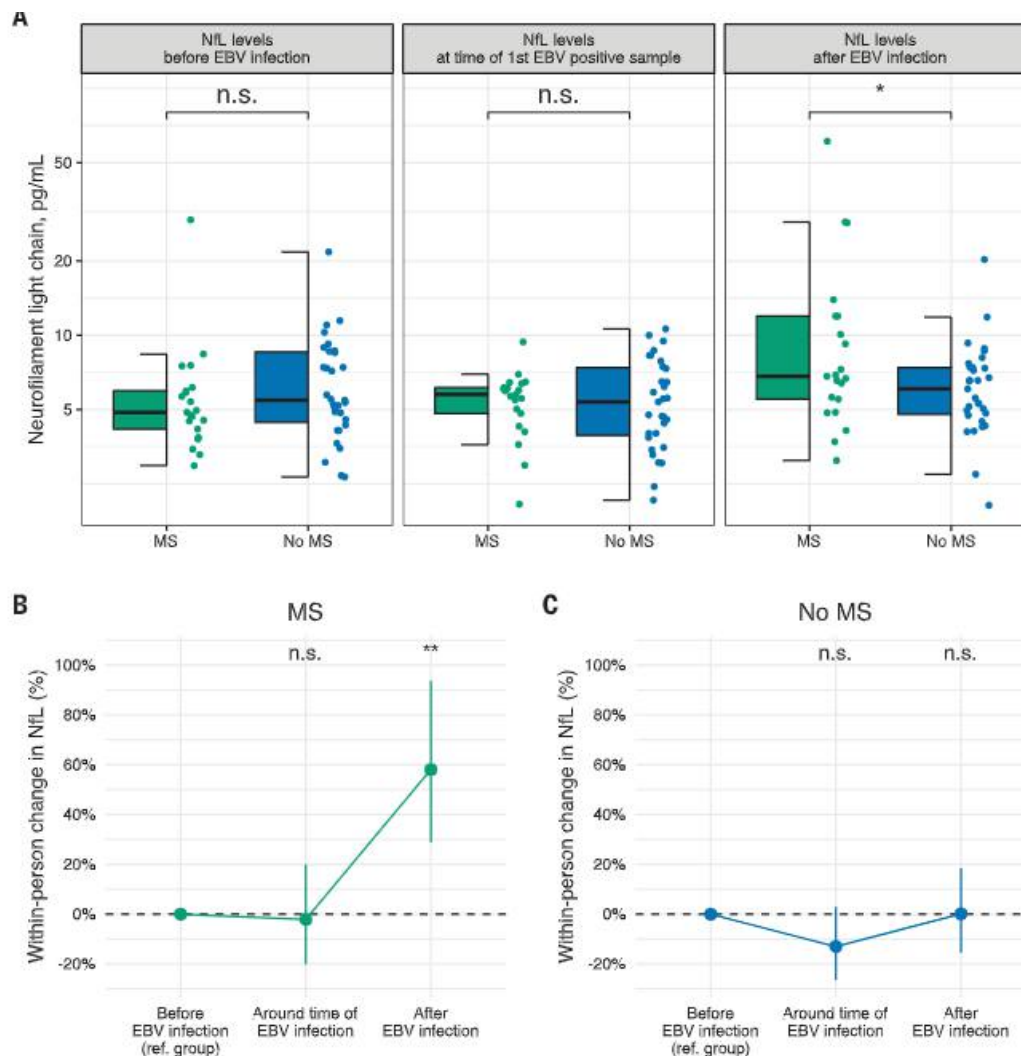 A
NfL levels
before EBV infection
NfL levels
at time of 1st EBV positive sample
NfL levels
after EBV infection
n.s.
n.s.
*
Neurofilament light chain, pg/mL
50
20
10
5
MS
No MS
MS
No MS
MS
No MS
B
MS
n.s.
**
Within-person change in NfL (%)
100%
80%
60%
40%
20%
0%
-20%
Before
EBV infection
(ref. group)
Around time of
EBV infection
After
EBV infection
C
No MS
n.s.
n.s.
Within-person change in NfL (%)
100%
80%
60%
40%
20%
0%
-20%
Before
EBV infection
(ref. group)
Around time of
EBV infection
After
EBV infection